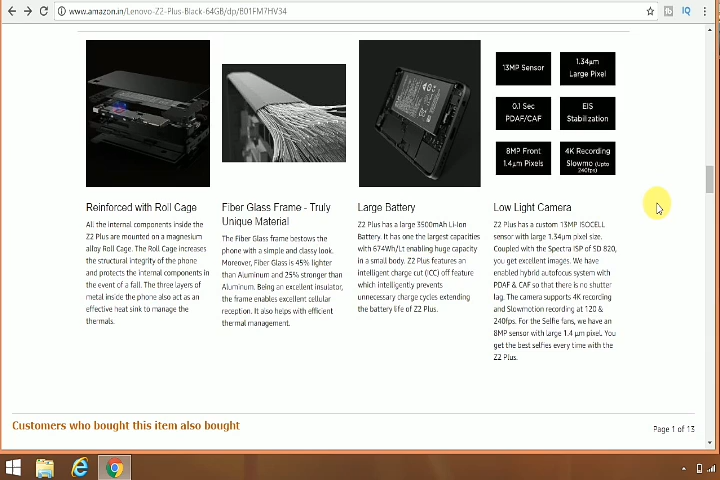 www.amazon.in/Lenovo-Z2-Plus-Black-64GB/dp/B01FM7HV34
13MP Sensor
1.34μm
Large Pixel
0.1 Sec
PDAF/CAF
EIS
Stabilization
8MP Front
1.4μm Pixels
4K Recording
Slowmo (Upto
240fps)
Reinforced with Roll Cage
All the internal components inside the
Z2 Plus are mounted on a magnesium
alloy Roll Cage. The Roll Cage increases
the structural integrity of the phone
and protects the internal components in
the event of a fall. The three layers of
metal inside the phone also act as an
effective heat sink to manage the
thermals.
Fiber Glass Frame - Truly
Unique Material
The Fiber Glass frame bestows the
phone with a simple and classy look.
Moreover, Fiber Glass is 45% lighter
than Aluminum and 25% stronger than
Aluminum. Being an excellent insulator,
the frame enables excellent cellular
reception. It also helps with efficient
thermal management.
Large Battery
Z2 Plus has a large 3500mAh Li-Ion
Battery. It has one the largest capacities
with 674Wh/Lt enabling huge capacity
in a small body. Z2 Plus features an
intelligent charge cut (ICC) off feature
which intelligently prevents
unnecessary charge cycles extending
the battery life of Z2 Plus.
Low Light Camera
Z2 Plus has a custom 13MP ISOCELL
sensor with large 1.34μm pixel size.
Coupled with the Spectra ISP of SD 820,
you get excellent images. We have
enabled hybrid autofocus system with
PDAF & CAF so that there is no shutter
lag. The camera supports 4K recording
and Slowmotion recording at 120 &
240fps. For the Selfie fans, we have an
8MP sensor with large 1.4 μm pixel. You
get the best selfies every time with the
Z2 Plus.
Customers who bought this item also bought
Page 1 of 13